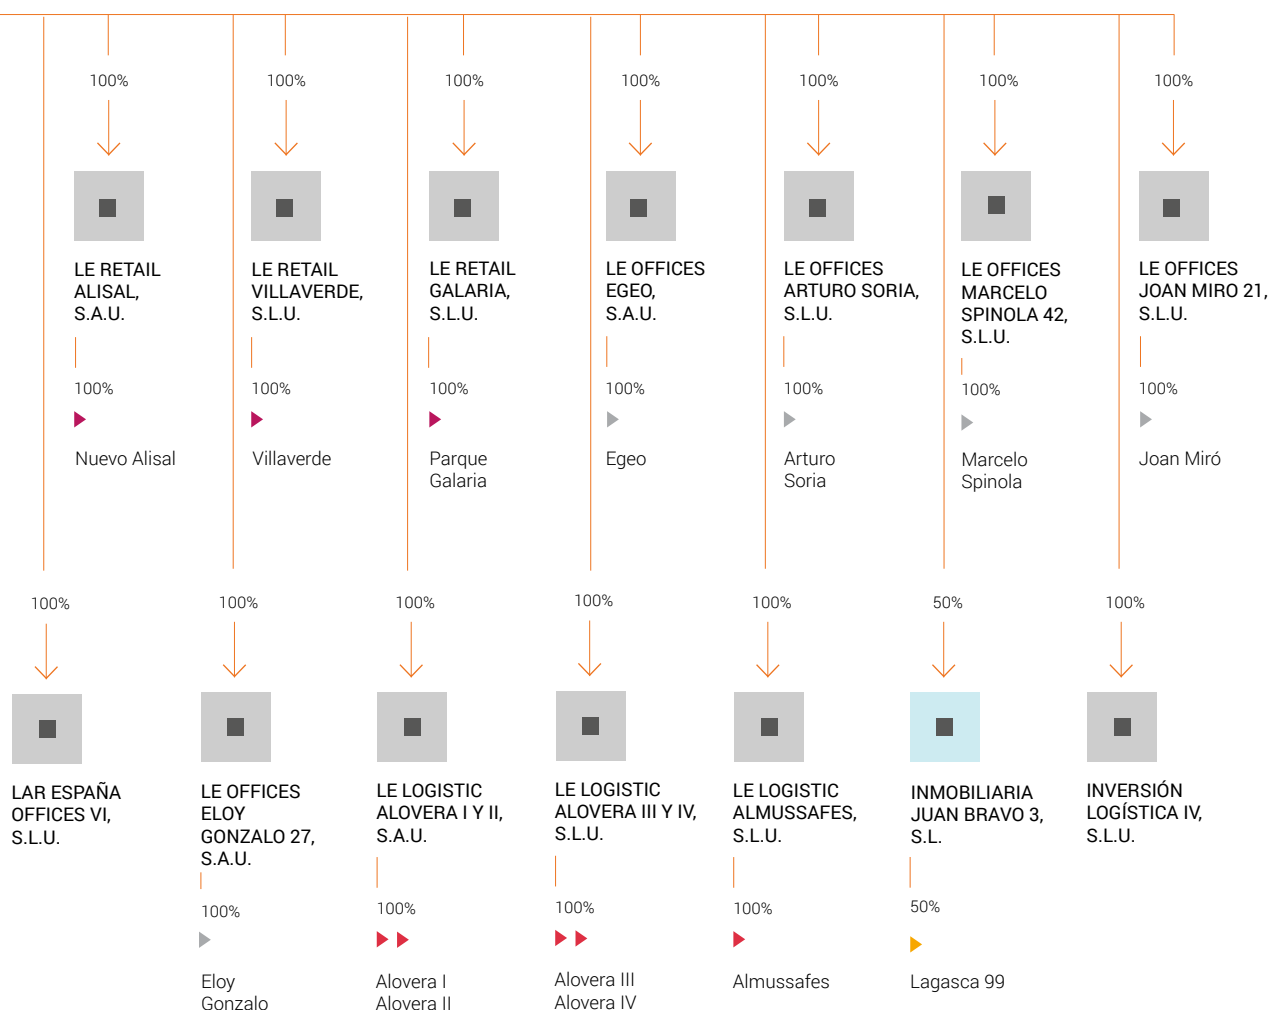 100%
100%
100%
100%
100%
100%
100%
LE RETAIL
ALISAL,
S.A.U.
LE RETAIL
VILLAVERDE,
S.L.U.
LE RETAIL
GALARIA,
S.L.U.
LE OFFICES
EGEO,
S.A.U.
LE OFFICES
ARTURO SORIA,
S.L.U.
LE OFFICES
MARCELO
SPINOLA 42,
S.L.U.
LE OFFICES
JOAN MIRO 21,
S.L.U.
100%
100%
100%
100%
100%
100%
100%
Nuevo Alisal
Villaverde
Parque
Galaria
Egeo
Arturo
Soria
Marcelo
Spinola
Joan Miró
100%
100%
100%
100%
100%
50%
100%
LAR ESPAÑA
OFFICES VI,
S.L.U.
LE OFFICES
ELOY
GONZALO 27,
S.A.U.
LE LOGISTIC
ALOVERA I Y II,
S.A.U.
LE LOGISTIC
ALOVERA III Y IV,
S.L.U.
LE LOGISTIC
ALMUSSAFES,
S.L.U.
INMOBILIARIA
JUAN BRAVO 3,
S.L.
INVERSIÓN
LOGÍSTICA IV,
S.L.U.
100%
100%
100%
100%
50%
Eloy
Gonzalo
Alovera I
Alovera II
Alovera III
Alovera IV
Almussafes
Lagasca 99